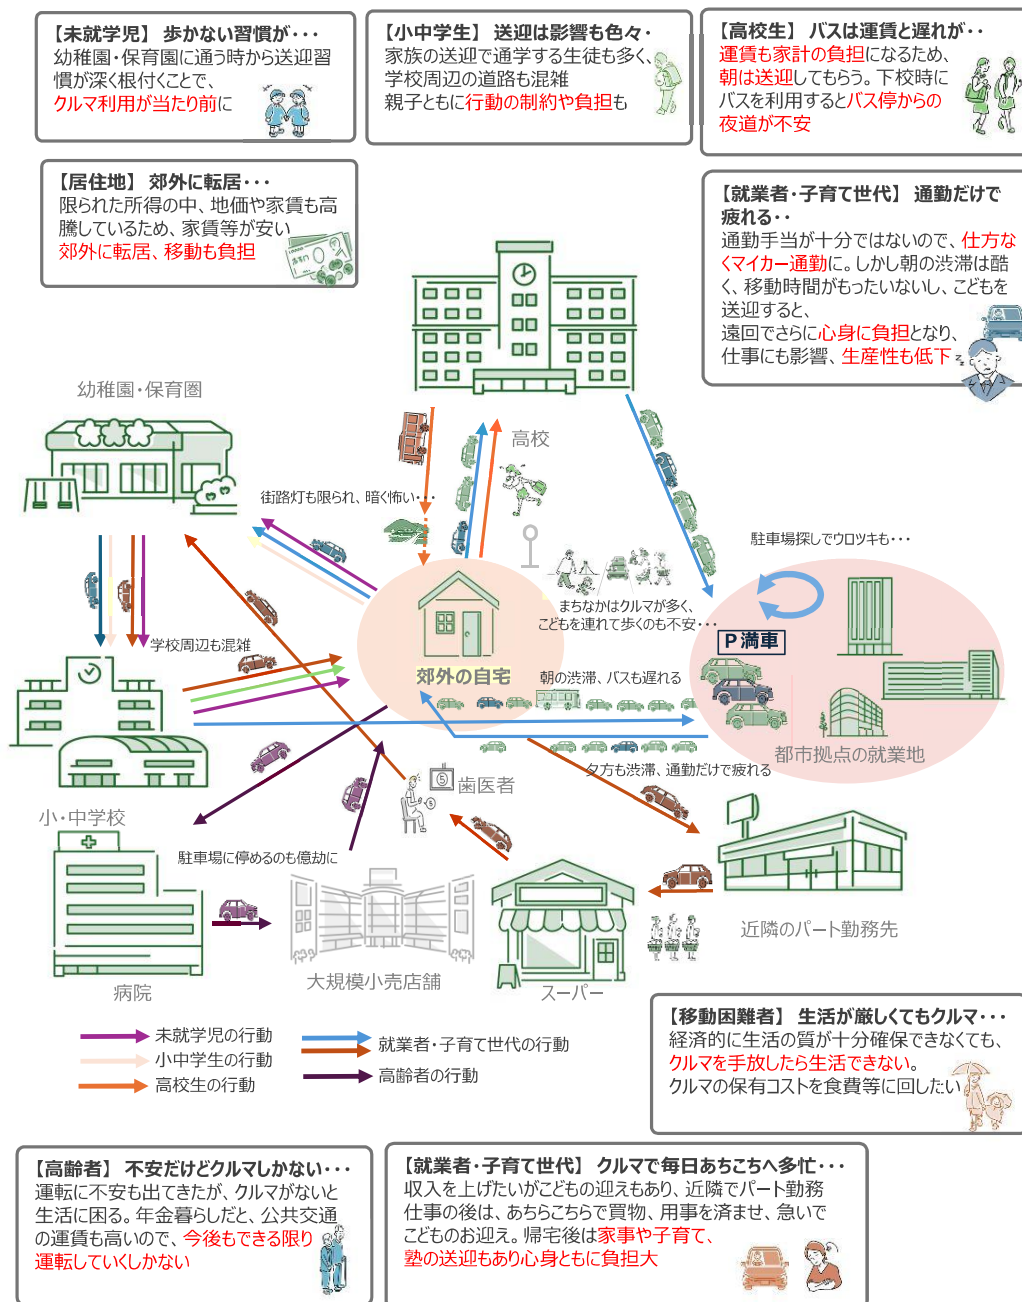 【未就学児】 歩かない習慣が・・・
幼稚園・保育園に通う時から送迎習
慣が深く根付くことで、
クルマ利用が当たり前に
【小中学生】 送迎は影響も色々・
家族の送迎で通学する生徒も多く、
学校周辺の道路も混雑
親子ともに行動の制約や負担も
【高校生】 バスは運賃と遅れが・・
運賃も家計の負担になるため、
朝は送迎してもらう。下校時に
バスを利用するとバス停からの
夜道が不安
【居住地】 郊外に転居・・・
限られた所得の中、地価や家賃も高
騰しているため、家賃等が安い
郊外に転居、移動も負担
【就業者・子育て世代】 通勤だけで
疲れる・・
通勤手当が十分ではないので、仕方な
くマイカー通勤に。しかし朝の渋滞は酷
く、移動時間がもったいないし、こどもを
送迎すると、
遠回でさらに心身に負担となり、
仕事にも影響、生産性も低下
幼稚園・保育圏
高校
街路灯も限られ、暗く怖い・・・
駐車場探しでウロツキも・・・
まちなかはクルマが多く、
こどもを連れて歩くのも不安・・・
P満車
学校周辺も混雑
郊外の自宅
朝の渋滞、バスも遅れる
都市拠点の就業地
夕方も渋滞、通勤だけで疲れる
歯医者
小・中学校
駐車場に停めるのも億劫に
近隣のパート勤務先
大規模小売店舗
スーパー
病院
未就学児の行動
小中学生の行動
高校生の行動
就業者・子育て世代の行動
高齢者の行動
【移動困難者】 生活が厳しくてもクルマ・・・
経済的に生活の質が十分確保できなくても、
クルマを手放したら生活できない。
クルマの保有コストを食費等に回したい
【高齢者】 不安だけどクルマしかない・・・
運転に不安も出てきたが、クルマがないと
生活に困る。年金暮らしだと、公共交通
の運賃も高いので、今後もできる限り
運転していくしかない
【就業者・子育て世代】 クルマで毎日あちこちへ多忙・・・
収入を上げたいがこどもの迎えもあり、近隣でパート勤務
仕事の後は、あちらこちらで買物、用事を済ませ、急いで
こどものお迎え。帰宅後は家事や子育て、
塾の送迎もあり心身ともに負担大